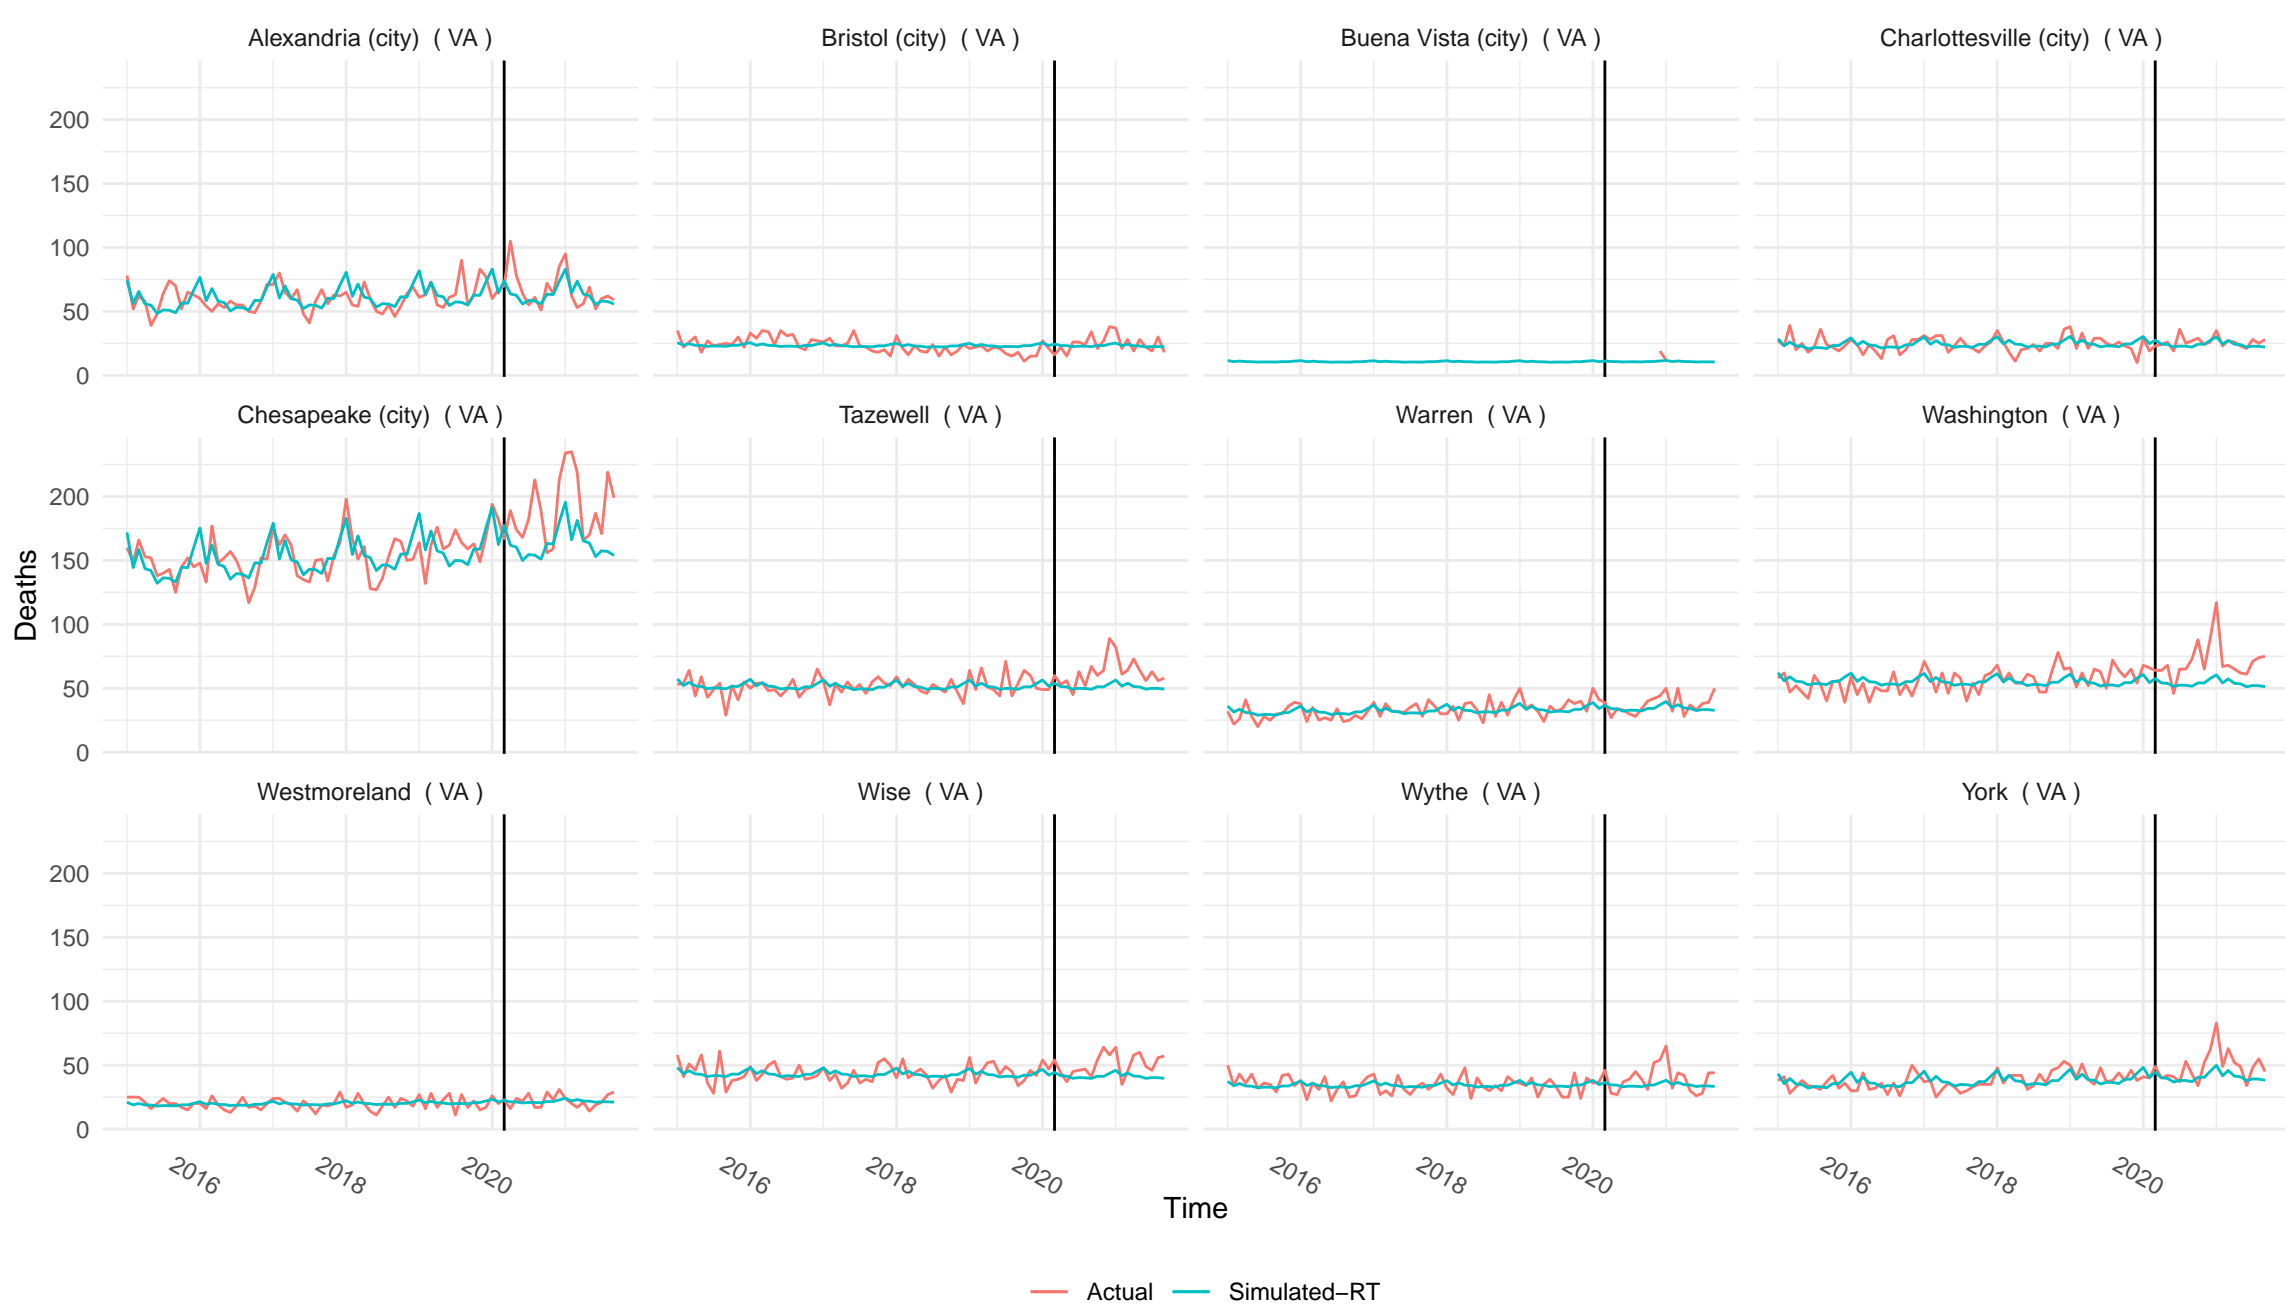 Alexandria (city)  ( VA )
Bristol (city)  ( VA )
Buena Vista (city)  ( VA )
Charlottesville (city)  ( VA )
200
150
100
50
0
Chesapeake (city)  ( VA )
Tazewell  ( VA )
Warren  ( VA )
Washington  ( VA )
200
150
100
50
0
Deaths
Westmoreland  ( VA )
Wise  ( VA )
Wythe  ( VA )
York  ( VA )
200
150
100
50
0
2016 2018 2020
2016 2018 2020
2016 2018 2020
2016 2018 2020
Time
Actual
Simulated−RT